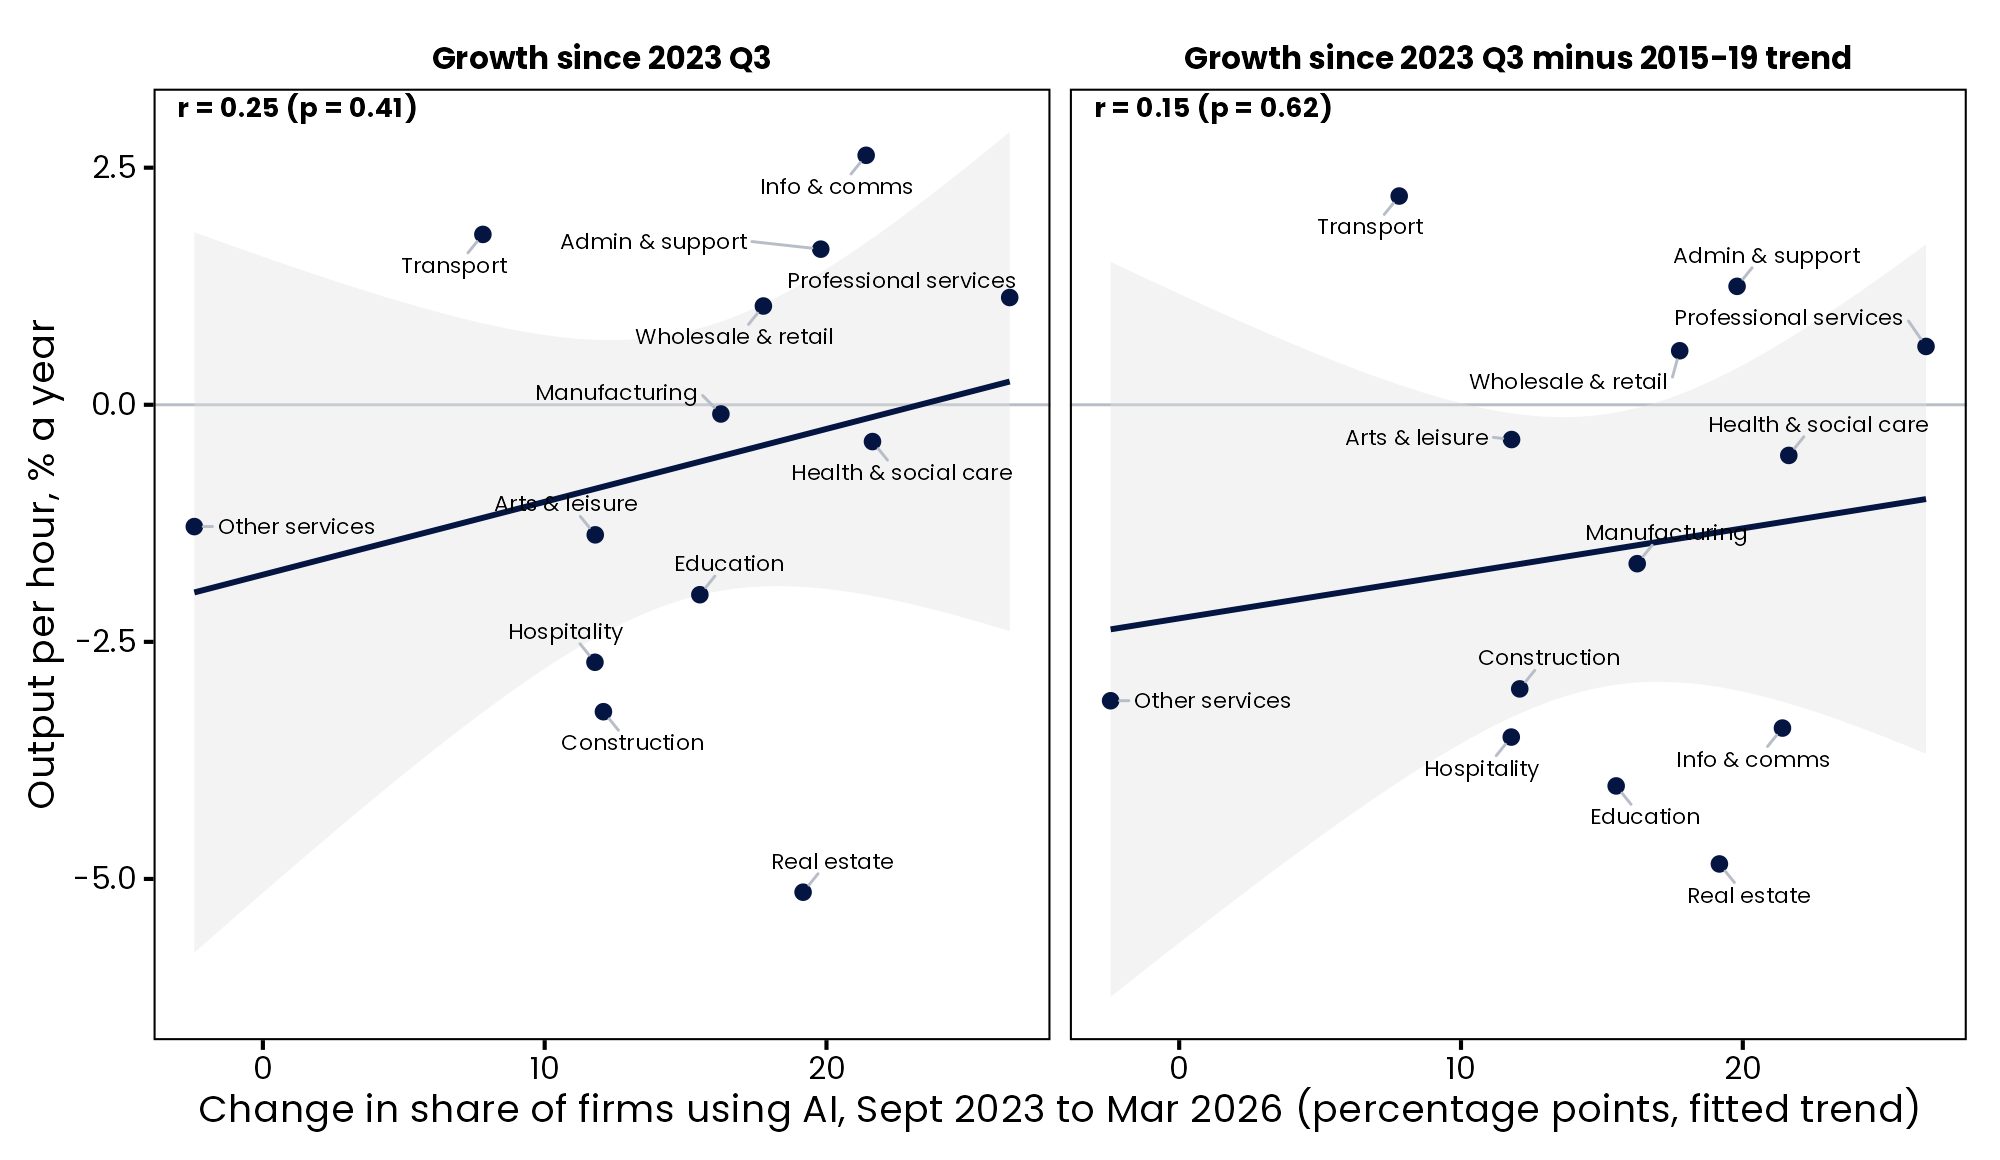 Growth since 2023 Q3
r = 0.25 (p = 0.41)
Info & comms
Transport
Admin & support
Professional services
Wholesale & retail
Manufacturing
Health & social care
Arts & leisure
Other services
Education
Hospitality
Construction
Real estate
Growth since 2023 Q3 minus 2015-19 trend
r = 0.15 (p = 0.62)
Transport
Admin & support
Professional services
Wholesale & retail
Health & social care
Arts & leisure
Manufacturing
Construction
Other services
Info & comms
Hospitality
Education
Real estate
Output per hour, % a year
2.5
0.0
−2.5
−5.0
0
10
20
0
10
20
Change in share of firms using AI, Sept 2023 to Mar 2026 (percentage points, fitted trend)